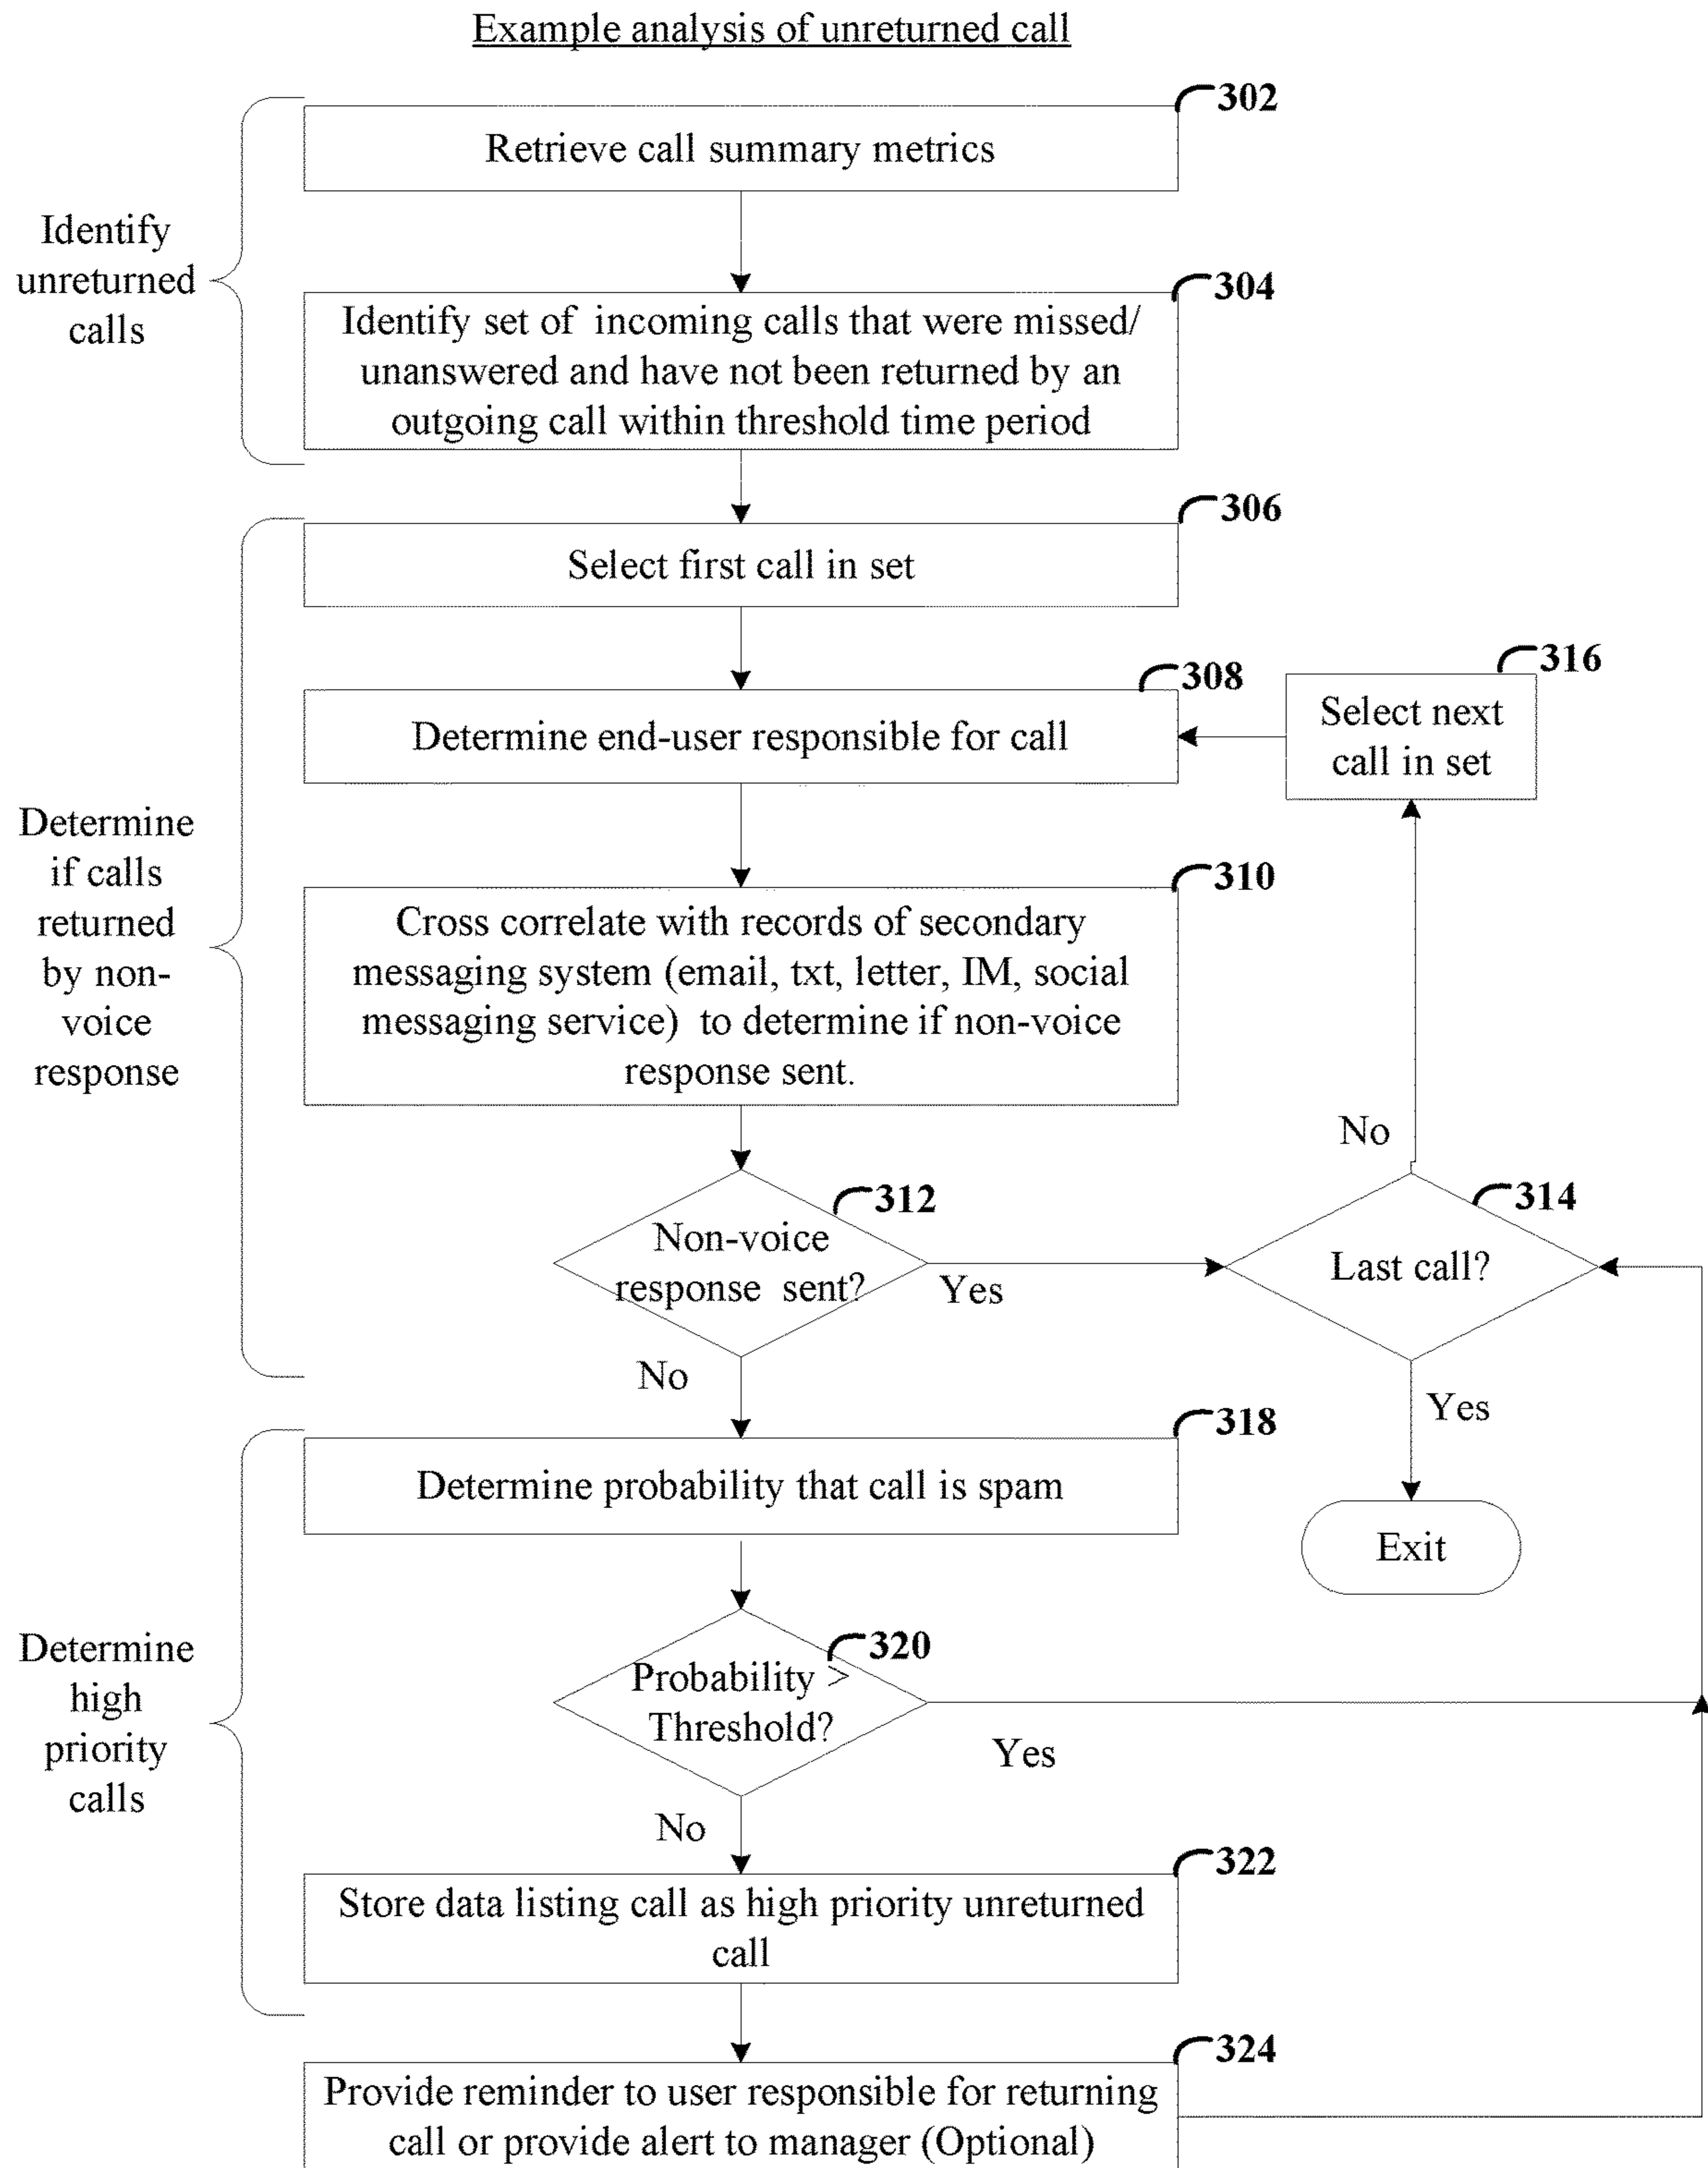 Example analysis of unreturned call
302
Retrieve call summary metrics
Identify
unreturned
calls
304
Identify set of incoming calls that were missed/
unanswered and have not been returned by an
outgoing call within threshold time period
306
Select first call in set
308
Determine end-user responsible for call
316
Select next
call in set
Determine
if calls
returned
by non-
voice
response
310
Cross correlate with records of secondary
messaging system (email, txt, letter, IM, social
messaging service) to determine if non-voice
response sent.
No
312
Non-voice
response sent?
Yes
314
Last call?
No
Yes
318
Determine probability that call is spam
Exit
Determine
high
priority
calls
320
Probability >
Threshold?
Yes
No
322
Store data listing call as high priority unreturned
call
324
Provide reminder to user responsible for returning
call or provide alert to manager (Optional)